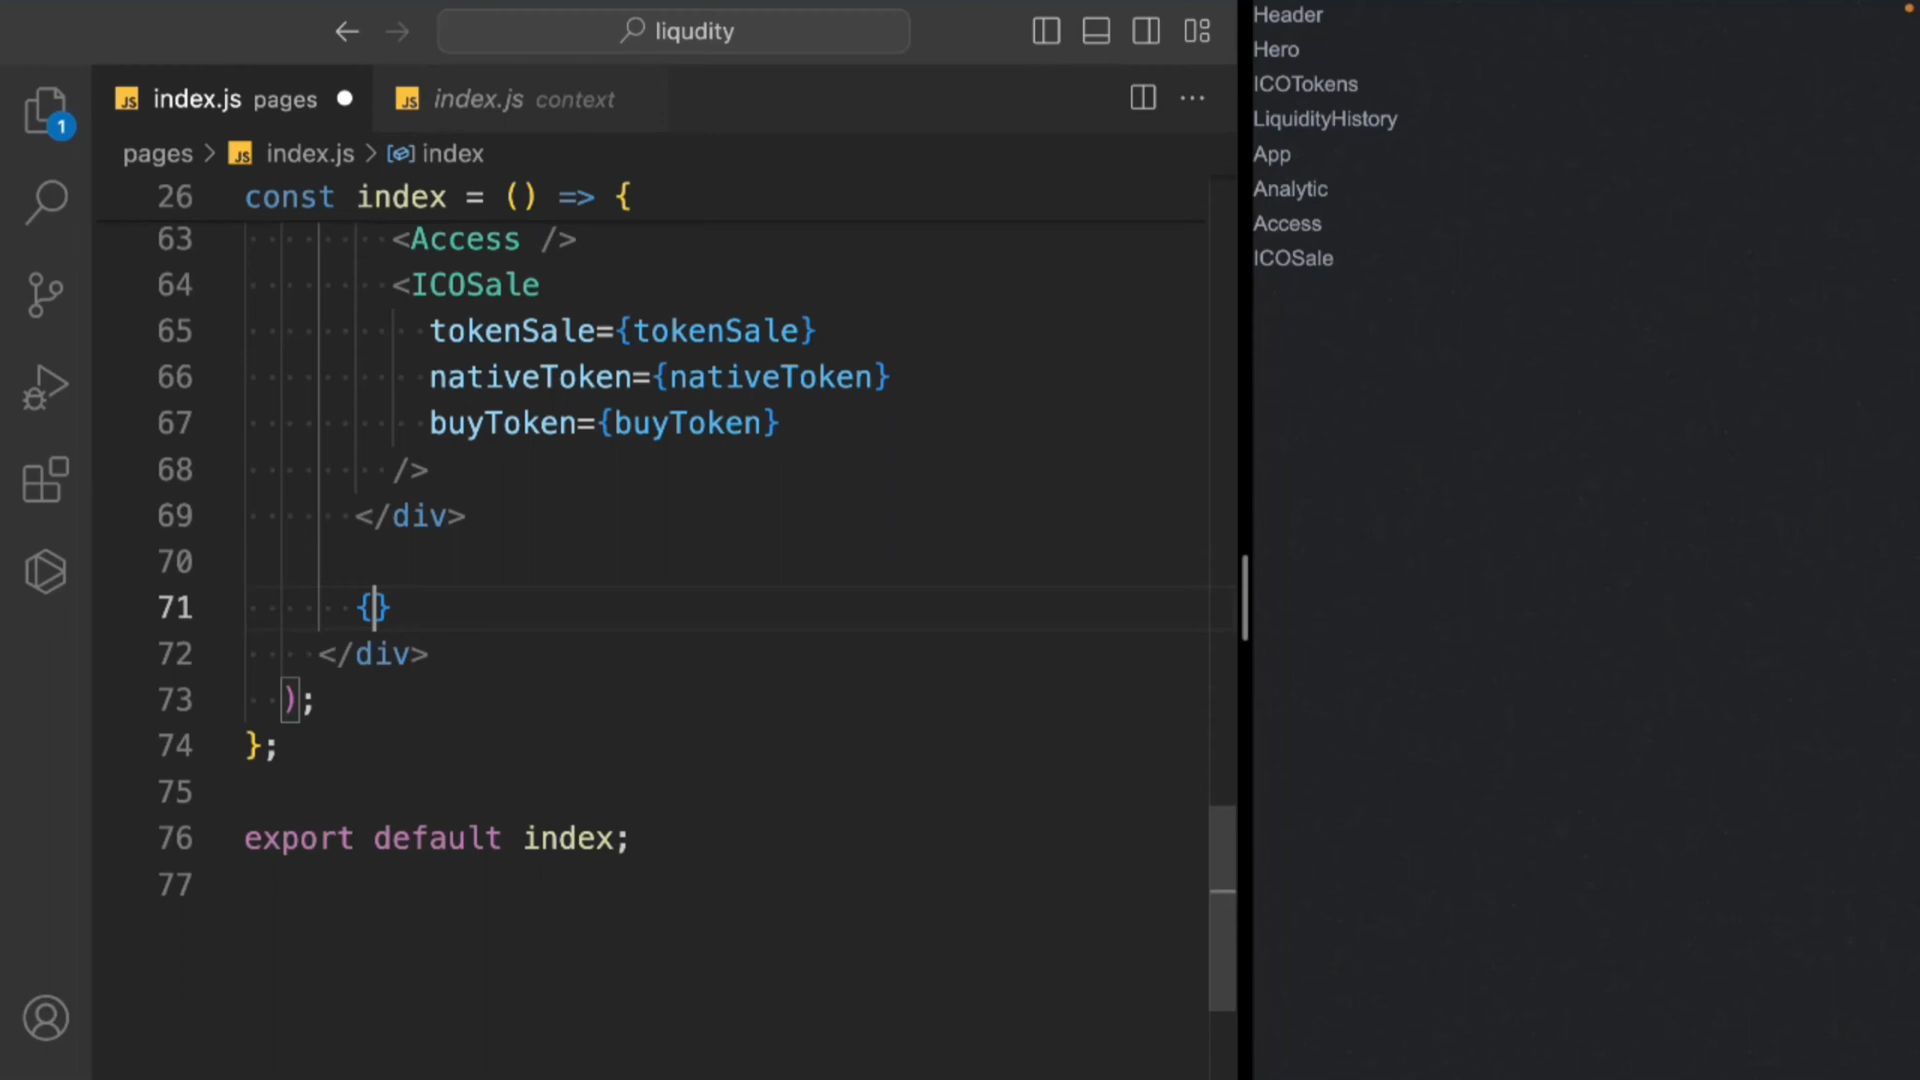 liqudity
index.js pages
index.js context
1
pages > index.js > index
26 const index = () => {
63 <Access />
64 <ICOSale
65 tokenSale={tokenSale}
66 nativeToken={nativeToken}
67 buyToken={buyToken}
68 />
69 </div>
70
71 {}
72 </div>
73 );
74 };
75
76 export default index;
77
Header
Hero
ICOTokens
LiquidityHistory
App
Analytic
Access
ICOSale